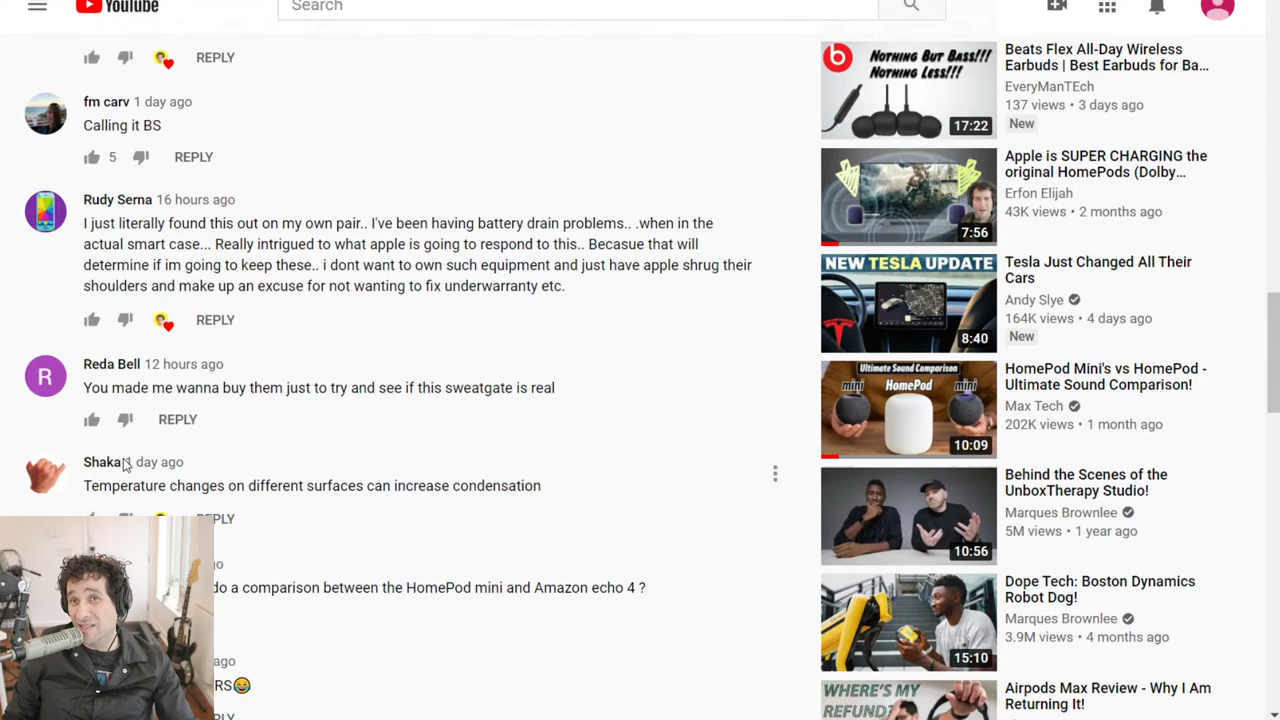 YouTube
Search
REPLY
fm carv 1 day ago
Calling it BS
5 REPLY
Rudy Serna 16 hours ago
I just literally found this out on my own pair.. I've been having battery drain problems.. .when in the
actual smart case... Really intrigued to what apple is going to respond to this.. Becasue that will
determine if im going to keep these.. i dont want to own such equipment and just have apple shrug their
shoulders and make up an excuse for not wanting to fix underwarranty etc.
REPLY
R
Reda Bell 12 hours ago
You made me wanna buy them just to try and see if this sweatgate is real
REPLY
Shaka 1 day ago
Temperature changes on different surfaces can increase condensation
do a comparison between the HomePod mini and Amazon echo 4 ?
RS😂
NOTHING BUT BASS!!!
NOTHING LESS!!!
17:22
Beats Flex All-Day Wireless
Earbuds | Best Earbuds for Ba...
EveryManTEch
137 views • 3 days ago
New
7:56
Apple is SUPER CHARGING the
original HomePods (Dolby...
Erfon Elijah
43K views • 2 months ago
NEW TESLA UPDATE
8:40
Tesla Just Changed All Their
Cars
Andy Slye
164K views • 4 days ago
New
Ultimate Sound Comparison!
mini HomePod mini
10:09
HomePod Mini's vs HomePod -
Ultimate Sound Comparison!
Max Tech
202K views • 1 month ago
10:56
Behind the Scenes of the
UnboxTherapy Studio!
Marques Brownlee
5M views • 1 year ago
15:10
Dope Tech: Boston Dynamics
Robot Dog!
Marques Brownlee
3.9M views • 4 months ago
WHERE'S MY
REFUND?
Airpods Max Review - Why I Am
Returning It!